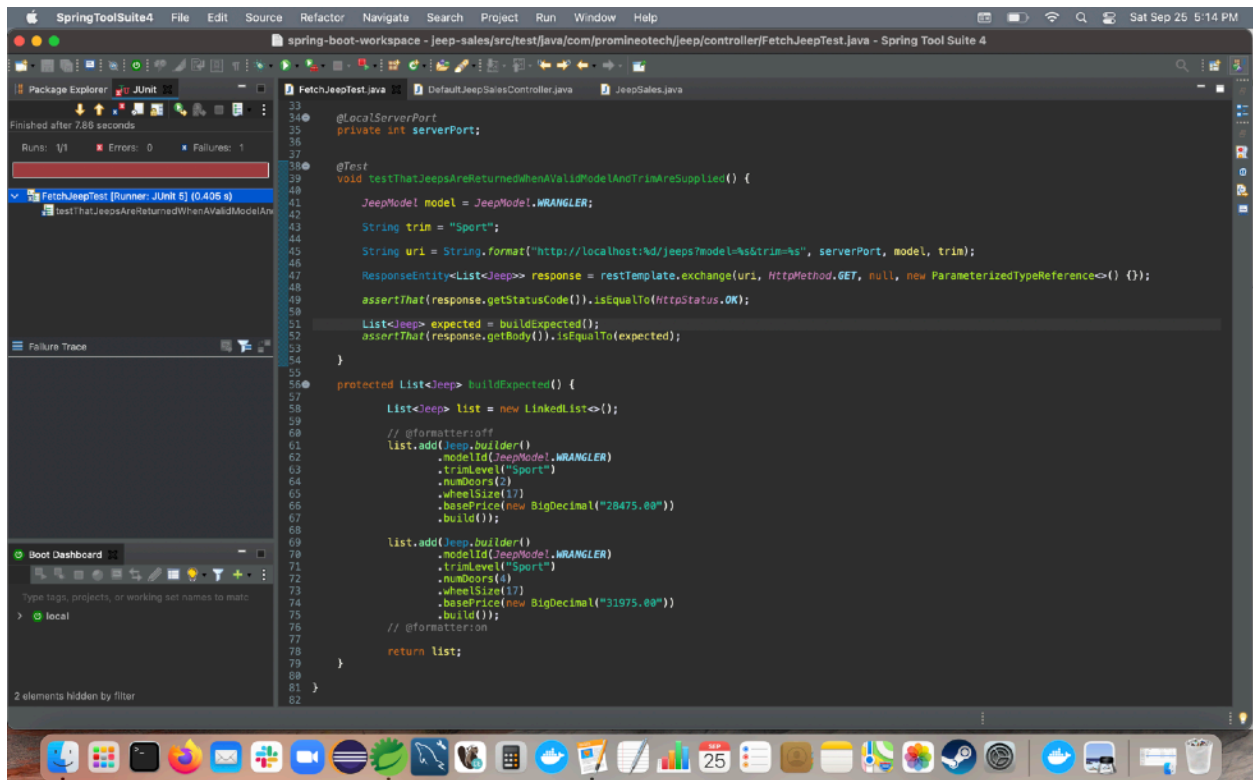 SpringToolSuite4 File Edit Source Refactor Navigate Search Project Run Window Help Sat Sep 25 5:14 PM
spring-boot-workspace - jeep-sales/src/test/java/com/promineotech/jeep/controller/FetchJeepTest.java - Spring Tool Suite 4
Package Explorer JUnit
Finished after 7.86 seconds
Runs: 1/1 Errors: 0 Failures: 1
FetchJeepTest [Runner: JUnit 5] (0.405 s)
testThatJeepsAreReturnedWhenAValidModelAn
Failure Trace
Boot Dashboard
Type tags, projects, or working set names to matc
local
2 elements hidden by filter
FetchJeepTest.java DefaultJeepSalesController.java JeepSales.java
33
34 @LocalServerPort
35 private int serverPort;
36
37
38 @Test
39 void testThatJeepsAreReturnedWhenAValidModelAndTrimAreSupplied() {
40
41 JeepModel model = JeepModel.WRANGLER;
42
43 String trim = "Sport";
44
45 String uri = String.format("http://localhost:%d/jeeps?model=%s&trim=%s", serverPort, model, trim);
46
47 ResponseEntity<List<Jeep>> response = restTemplate.exchange(uri, HttpMethod.GET, null, new ParameterizedTypeReference<>() {});
48
49 assertThat(response.getStatusCode()).isEqualTo(HttpStatus.OK);
50
51 List<Jeep> expected = buildExpected();
52 assertThat(response.getBody()).isEqualTo(expected);
53
54 }
55
56 protected List<Jeep> buildExpected() {
57
58 List<Jeep> list = new LinkedList<>();
59
60 // @formatter:off
61 list.add(Jeep.builder()
62 .modelId(JeepModel.WRANGLER)
63 .trimLevel("Sport")
64 .numDoors(2)
65 .wheelSize(17)
66 .basePrice(new BigDecimal("28475.00"))
67 .build());
68
69 list.add(Jeep.builder()
70 .modelId(JeepModel.WRANGLER)
71 .trimLevel("Sport")
72 .numDoors(4)
73 .wheelSize(17)
74 .basePrice(new BigDecimal("31975.00"))
75 .build());
76 // @formatter:on
77
78 return list;
79 }
80
81 }
82
SEP
25